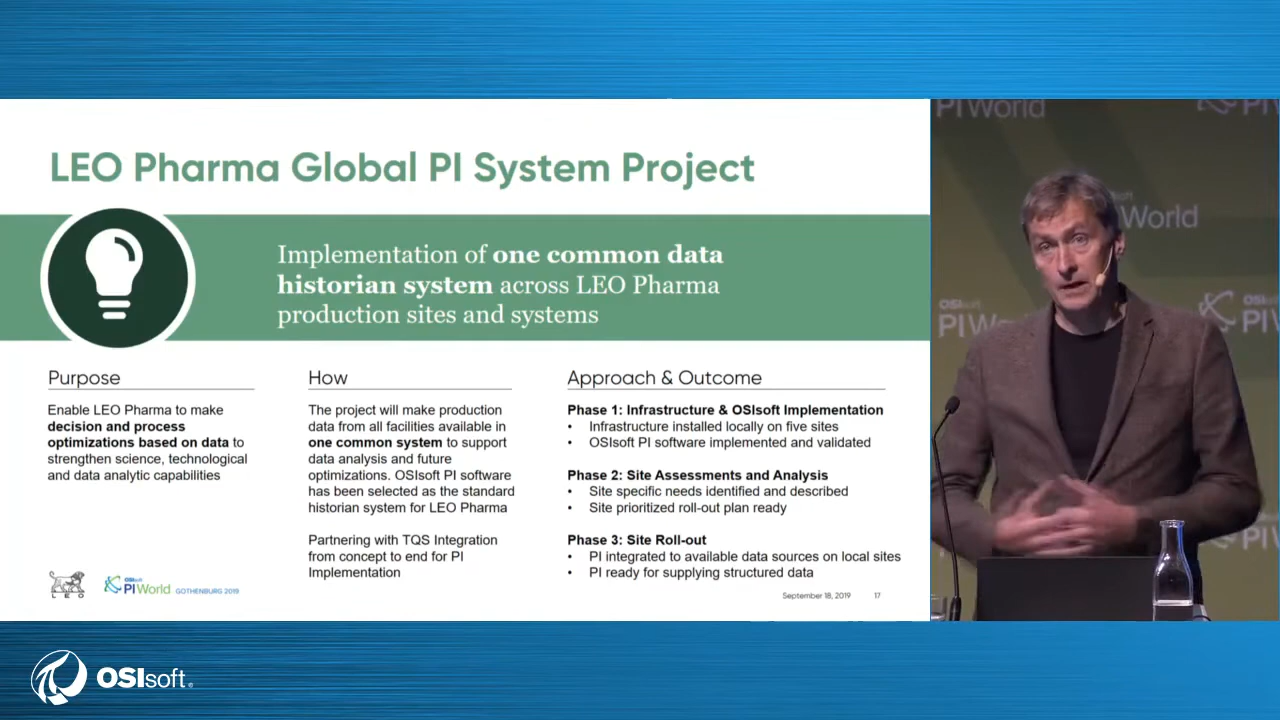 LEO Pharma Global PI System Project
Implementation of one common data
historian system across LEO Pharma
production sites and systems
Purpose
Enable LEO Pharma to make
decision and process
optimizations based on data to
strengthen science, technological
and data analytic capabilities
How
The project will make production
data from all facilities available in
one common system to support
data analysis and future
optimizations. OSIsoft PI software
has been selected as the standard
historian system for LEO Pharma
Partnering with TQS Integration
from concept to end for PI
Implementation
Approach & Outcome
Phase 1: Infrastructure & OSIsoft Implementation
• Infrastructure installed locally on five sites
• OSIsoft PI software implemented and validated
Phase 2: Site Assessments and Analysis
• Site specific needs identified and described
• Site prioritized roll-out plan ready
Phase 3: Site Roll-out
• PI integrated to available data sources on local sites
• PI ready for supplying structured data
LEO
OSIsoft
PI World GOTHENBURG 2019
September 18, 2019 17
PI World
PI
World
OSIsoft
PI
PI
OSIsoft